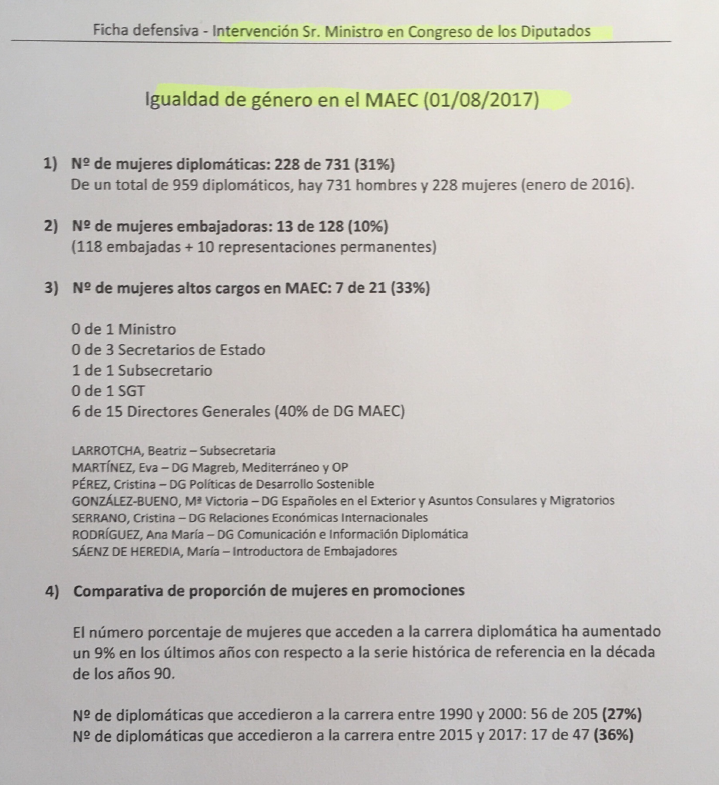 Ficha defensiva - Intervención Sr. Ministro en Congreso de los Diputados
Igualdad de género en el MAEC (01/08/2017)
1) Nº de mujeres diplomáticas: 228 de 731 (31%)
De un total de 959 diplomáticos, hay 731 hombres y 228 mujeres (enero de 2016).
2) Nº de mujeres embajadoras: 13 de 128 (10%)
(118 embajadas + 10 representaciones permanentes)
3) Nº de mujeres altos cargos en MAEC: 7 de 21 (33%)
0 de 1 Ministro
0 de 3 Secretarios de Estado
1 de 1 Subsecretario
0 de 1 SGT
6 de 15 Directores Generales (40% de DG MAEC)
LARROTCHA, Beatriz – Subsecretaria
MARTÍNEZ, Eva – DG Magreb, Mediterráneo y OP
PÉREZ, Cristina – DG Políticas de Desarrollo Sostenible
GONZÁLEZ-BUENO, Mª Victoria – DG Españoles en el Exterior y Asuntos Consulares y Migratorios
SERRANO, Cristina – DG Relaciones Económicas Internacionales
RODRÍGUEZ, Ana María – DG Comunicación e Información Diplomática
SÁENZ DE HEREDIA, María – Introductora de Embajadores
4) Comparativa de proporción de mujeres en promociones
El número porcentaje de mujeres que acceden a la carrera diplomática ha aumentado
un 9% en los últimos años con respecto a la serie histórica de referencia en la década
de los años 90.
Nº de diplomáticas que accedieron a la carrera entre 1990 y 2000: 56 de 205 (27%)
Nº de diplomáticas que accedieron a la carrera entre 2015 y 2017: 17 de 47 (36%)